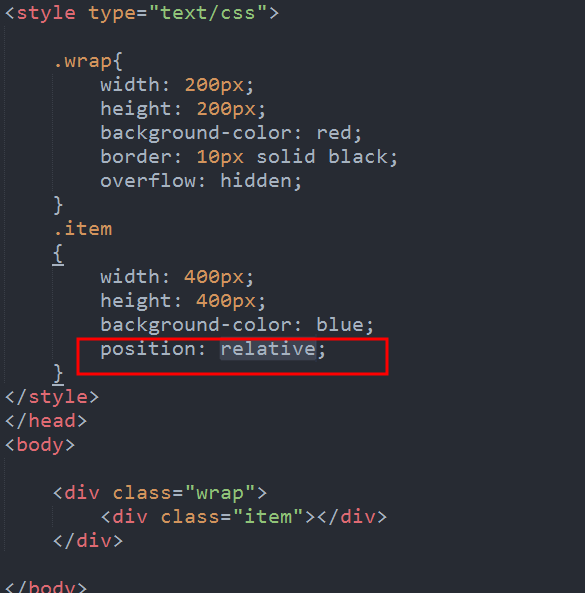 <style type="text/css">
.wrap{
width: 200px;
height: 200px;
background-color: red;
border: 10px solid black;
overflow: hidden;
}
.item
{
width: 400px;
height: 400px;
background-color: blue;
position: relative;
}
</style>
</head>
<body>
<div class="wrap">
<div class="item"></div>
</div>
</body>